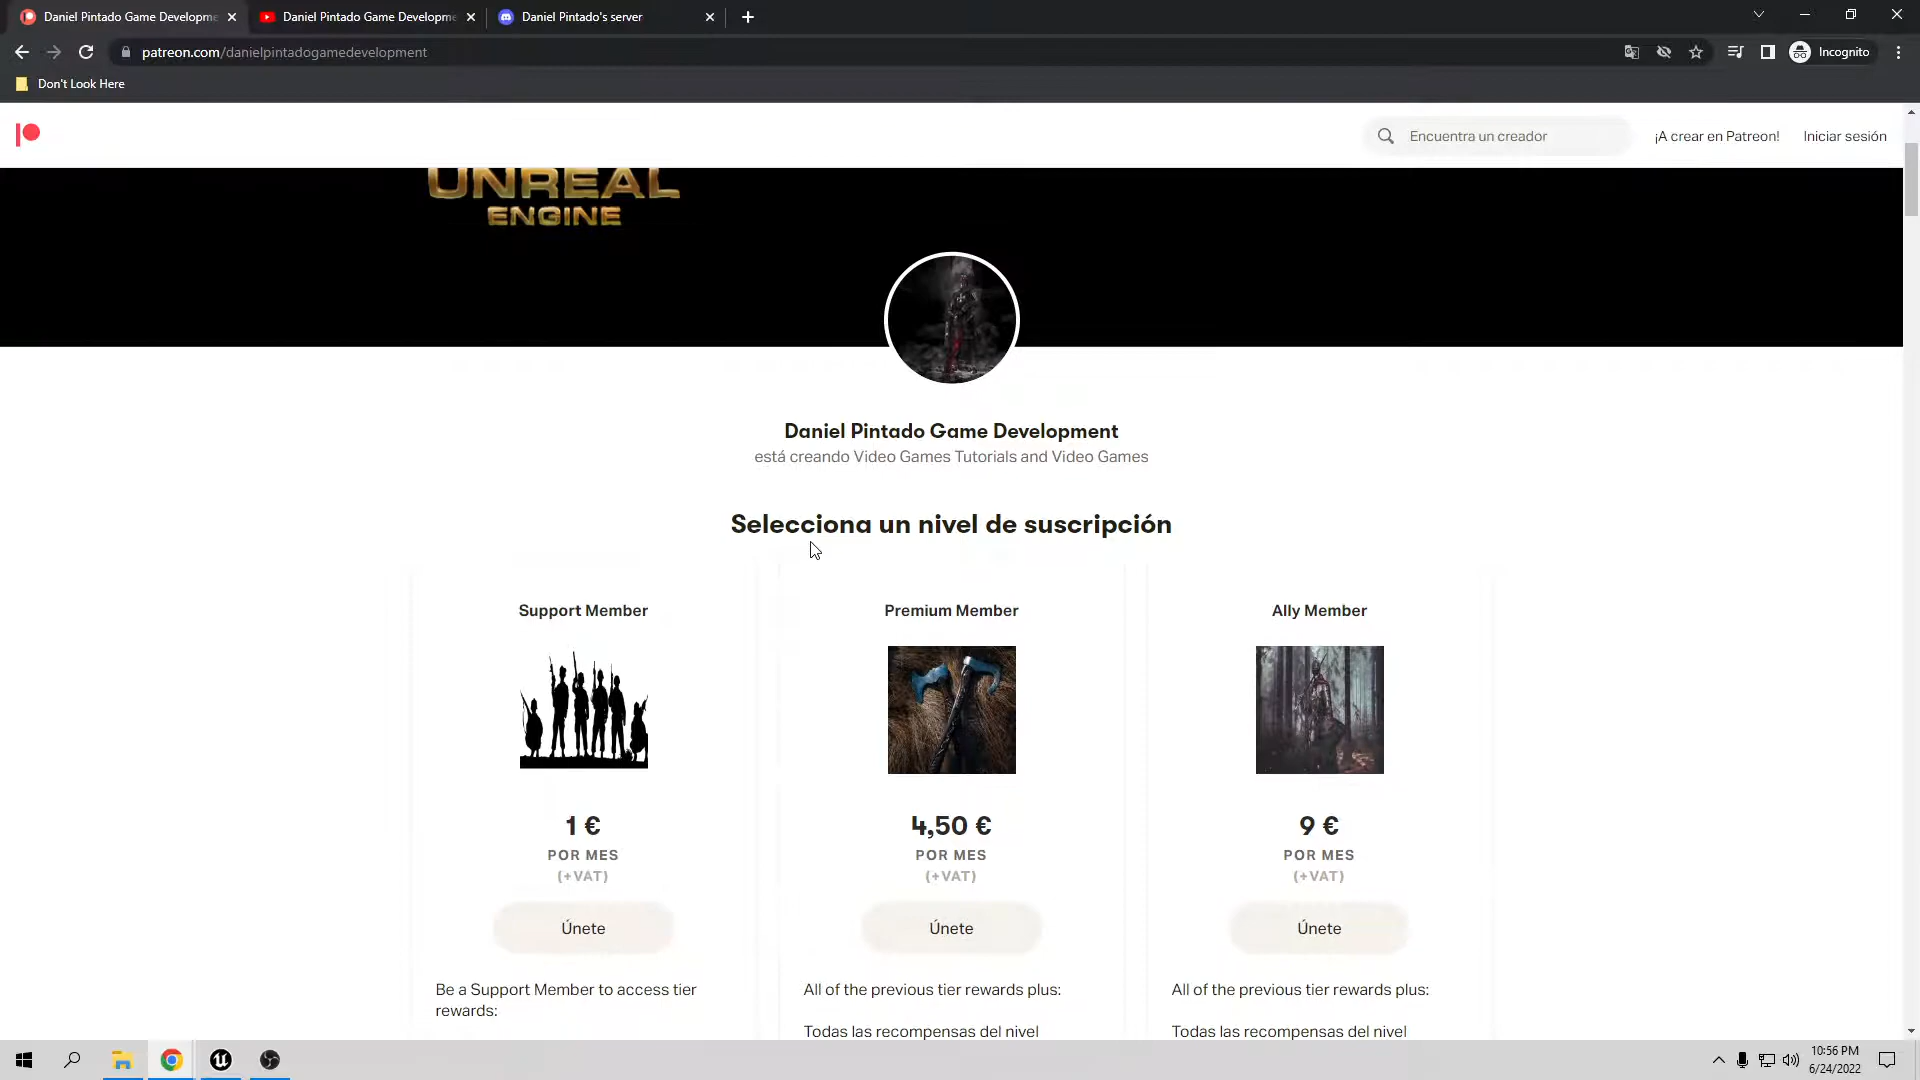 Daniel Pintado Game Developme
Daniel Pintado Game Developme
Daniel Pintado's server
patreon.com/danielpintadogamedevelopment
Incognito
Don't Look Here
Encuentra un creador
¡A crear en Patreon!
Iniciar sesión
UNREAL
ENGINE
Daniel Pintado Game Development
está creando Video Games Tutorials and Video Games
Selecciona un nivel de suscripción
Support Member
Premium Member
Ally Member
1 €
POR MES
(+VAT)
4,50 €
POR MES
(+VAT)
9 €
POR MES
(+VAT)
Únete
Únete
Únete
Be a Support Member to access tier
rewards:
All of the previous tier rewards plus:
Todas las recompensas del nivel
All of the previous tier rewards plus:
Todas las recompensas del nivel
10:56 PM
6/24/2022